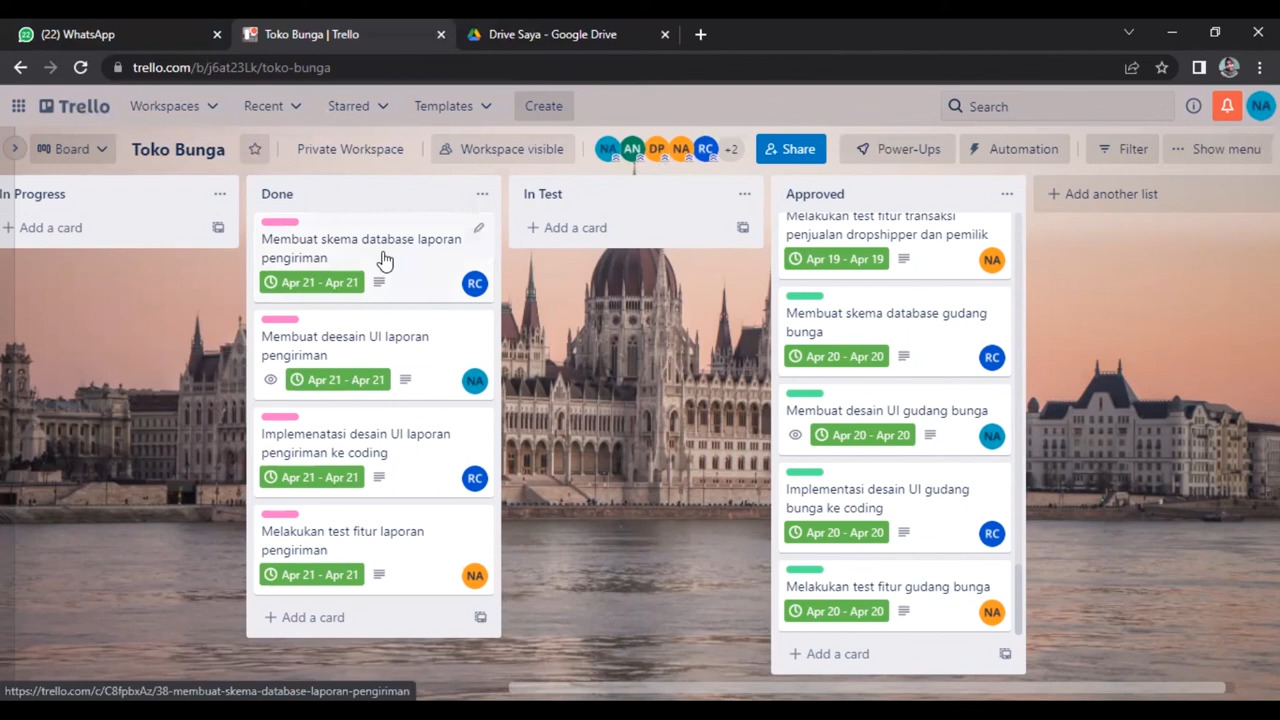 (22) WhatsApp
Toko Bunga | Trello
Drive Saya - Google Drive
trello.com/b/j6at23Lk/toko-bunga
Trello
Workspaces
Recent
Starred
Templates
Create
Search
NA
Board
Toko Bunga
Private Workspace
Workspace visible
NA
AN
DP
NA
RC
+2
Share
Power-Ups
Automation
Filter
Show menu
In Progress
Add a card
Done
Membuat skema database laporan
pengiriman
Apr 21 - Apr 21
RC
Membuat deesain UI laporan
pengiriman
Apr 21 - Apr 21
NA
Implemenatasi desain UI laporan
pengiriman ke coding
Apr 21 - Apr 21
RC
Melakukan test fitur laporan
pengiriman
Apr 21 - Apr 21
NA
Add a card
In Test
Add a card
Approved
Melakukan test fitur transaksi
penjualan dropshipper dan pemilik
Apr 19 - Apr 19
NA
Membuat skema database gudang
bunga
Apr 20 - Apr 20
RC
Membuat desain UI gudang bunga
Apr 20 - Apr 20
NA
Implementasi desain UI gudang
bunga ke coding
Apr 20 - Apr 20
RC
Melakukan test fitur gudang bunga
Apr 20 - Apr 20
NA
Add a card
Add another list
https://trello.com/c/C8fpbxAz/38-membuat-skema-database-laporan-pengiriman